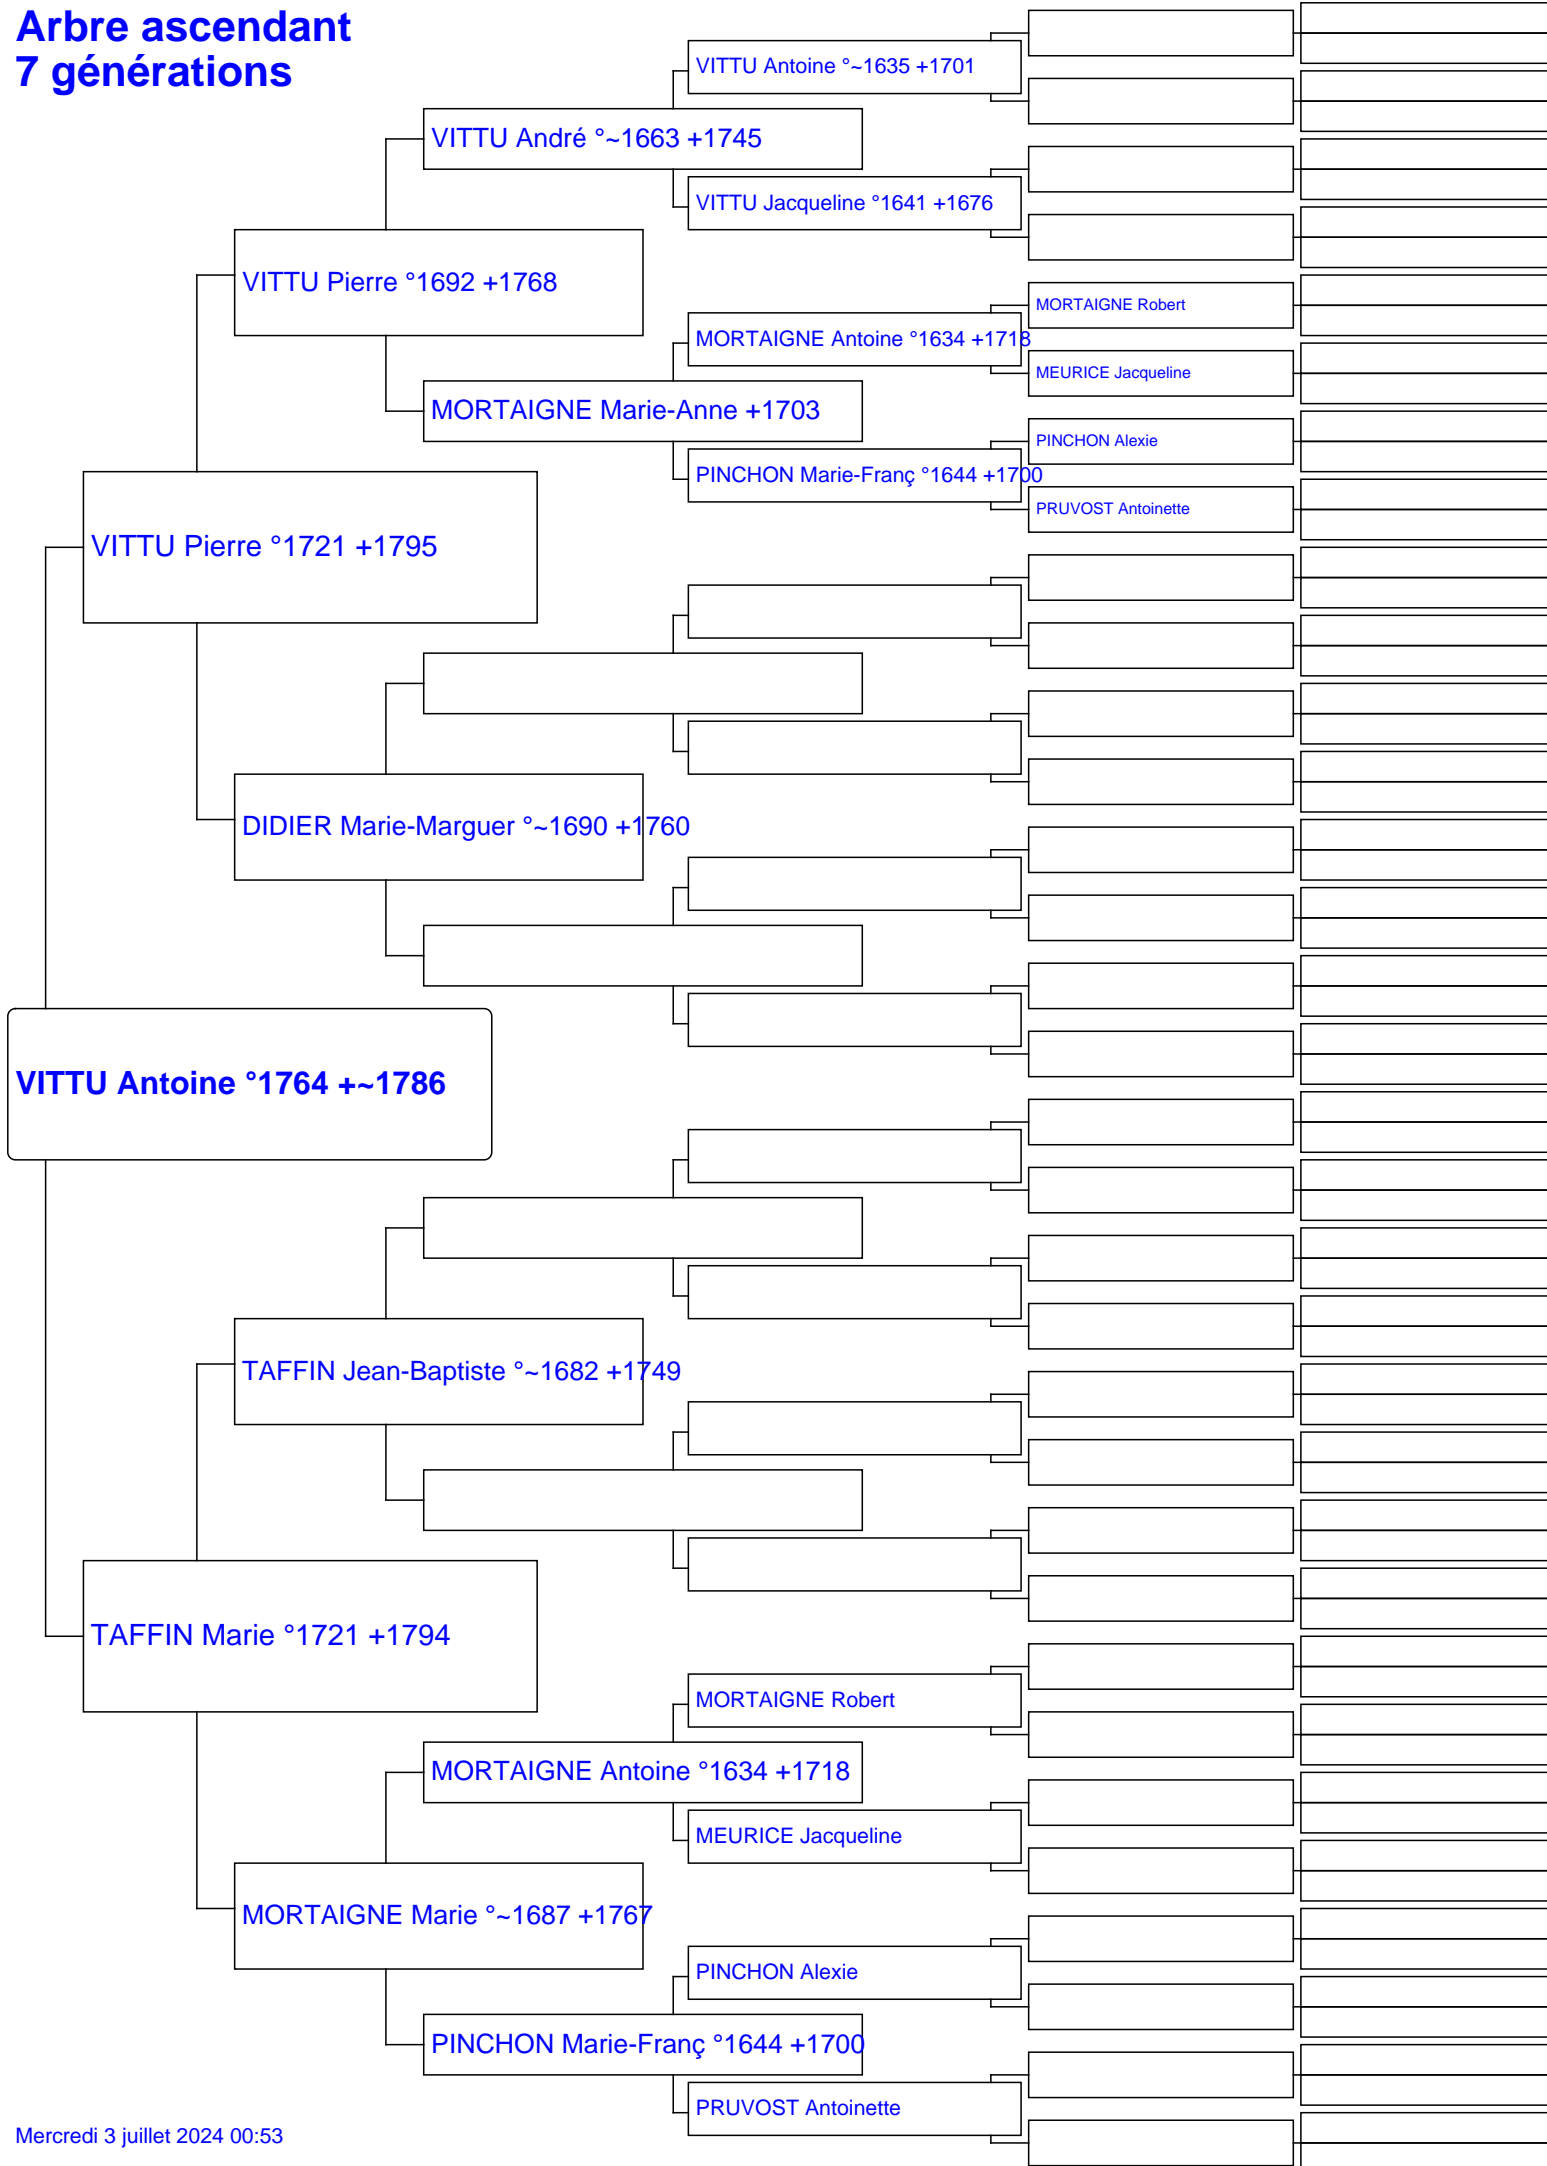 Arbre ascendant
7 générations
VITTU Antoine °~1635 +1701
VITTU André °~1663 +1745
VITTU Jacqueline °1641 +1676
VITTU Pierre °1692 +1768
MORTAIGNE Robert
MORTAIGNE Antoine °1634 +1718
MEURICE Jacqueline
MORTAIGNE Marie-Anne +1703
PINCHON Alexie
PINCHON Marie-Franç °1644 +1700
PRUVOST Antoinette
VITTU Pierre °1721 +1795
DIDIER Marie-Marguer °~1690 +1760
VITTU Antoine °1764 +~1786
TAFFIN Jean-Baptiste °~1682 +1749
TAFFIN Marie °1721 +1794
MORTAIGNE Robert
MORTAIGNE Antoine °1634 +1718
MEURICE Jacqueline
MORTAIGNE Marie °~1687 +1767
PINCHON Alexie
PINCHON Marie-Franç °1644 +1700
PRUVOST Antoinette
Mercredi 3 juillet 2024 00:53